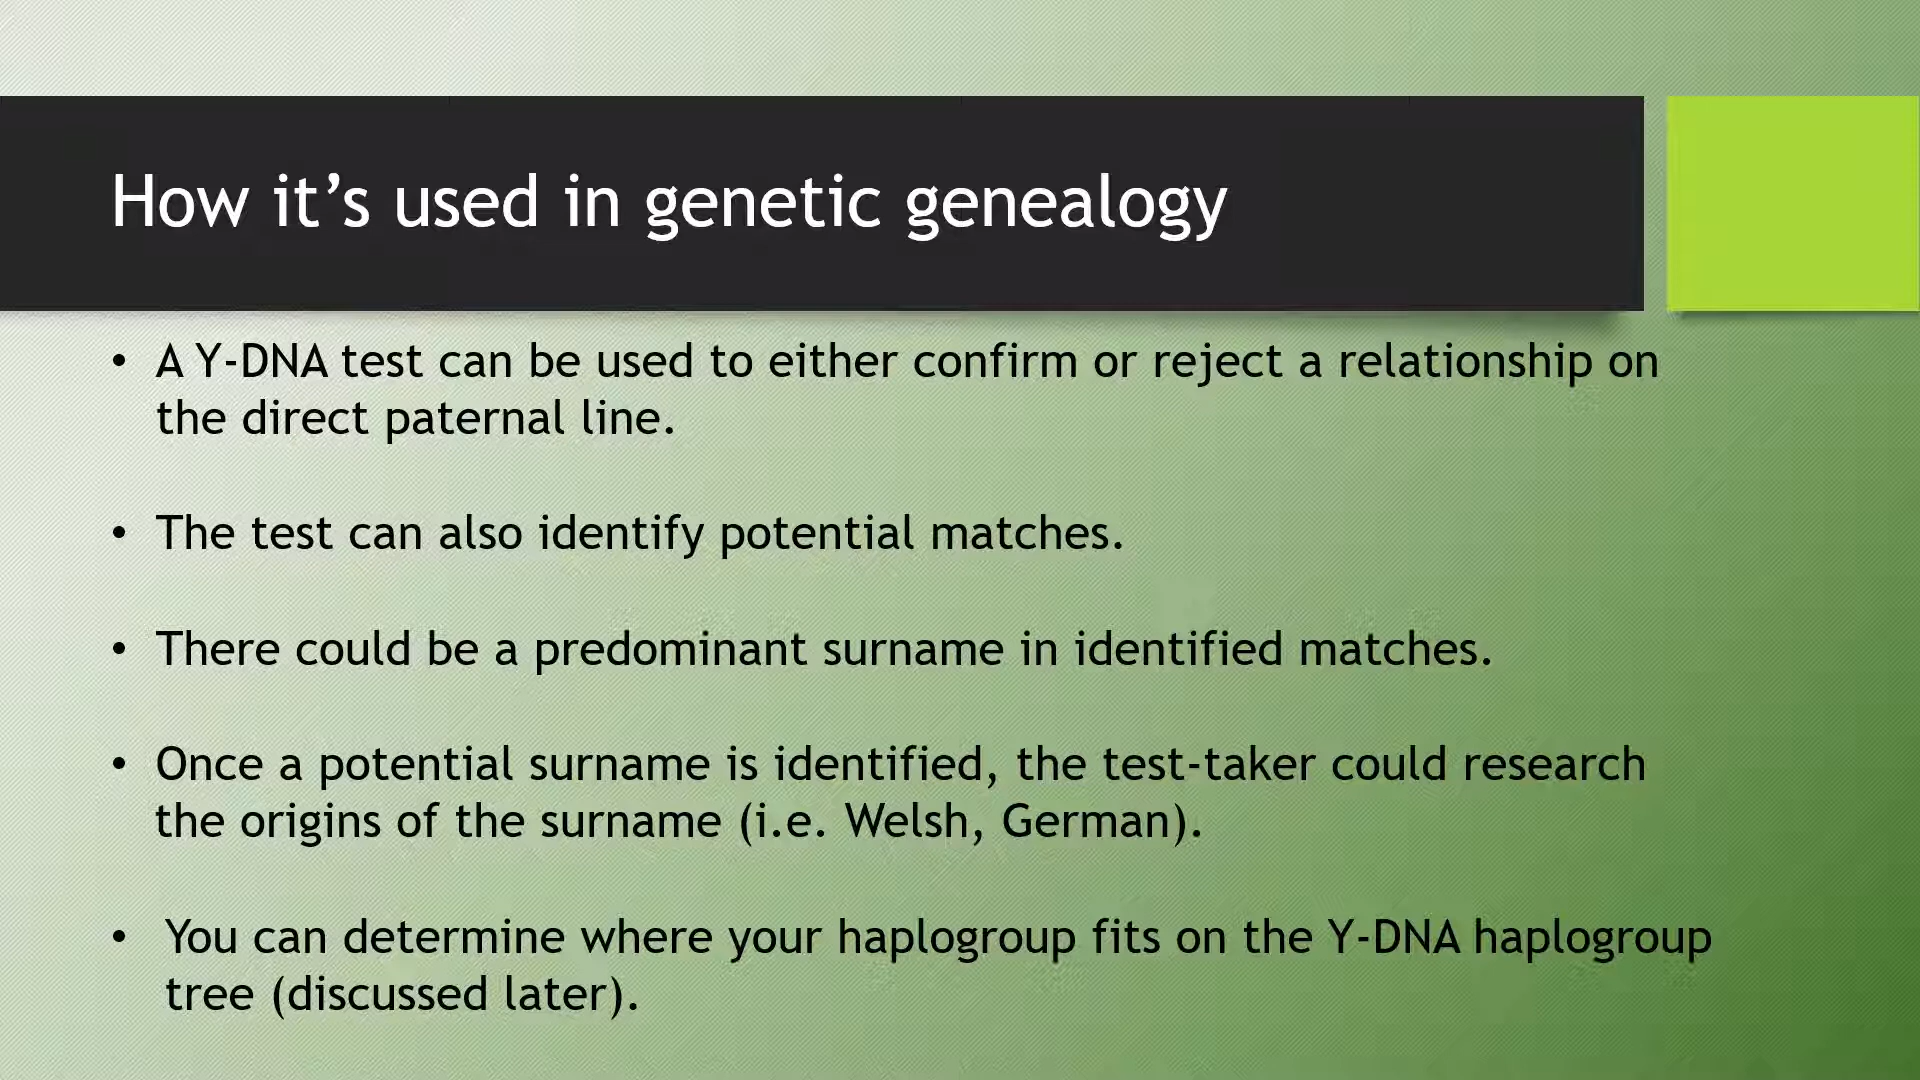 How it’s used in genetic genealogy
• A Y-DNA test can be used to either confirm or reject a relationship on
the direct paternal line.
• The test can also identify potential matches.
• There could be a predominant surname in identified matches.
• Once a potential surname is identified, the test-taker could research
the origins of the surname (i.e. Welsh, German).
• You can determine where your haplogroup fits on the Y-DNA haplogroup
tree (discussed later).